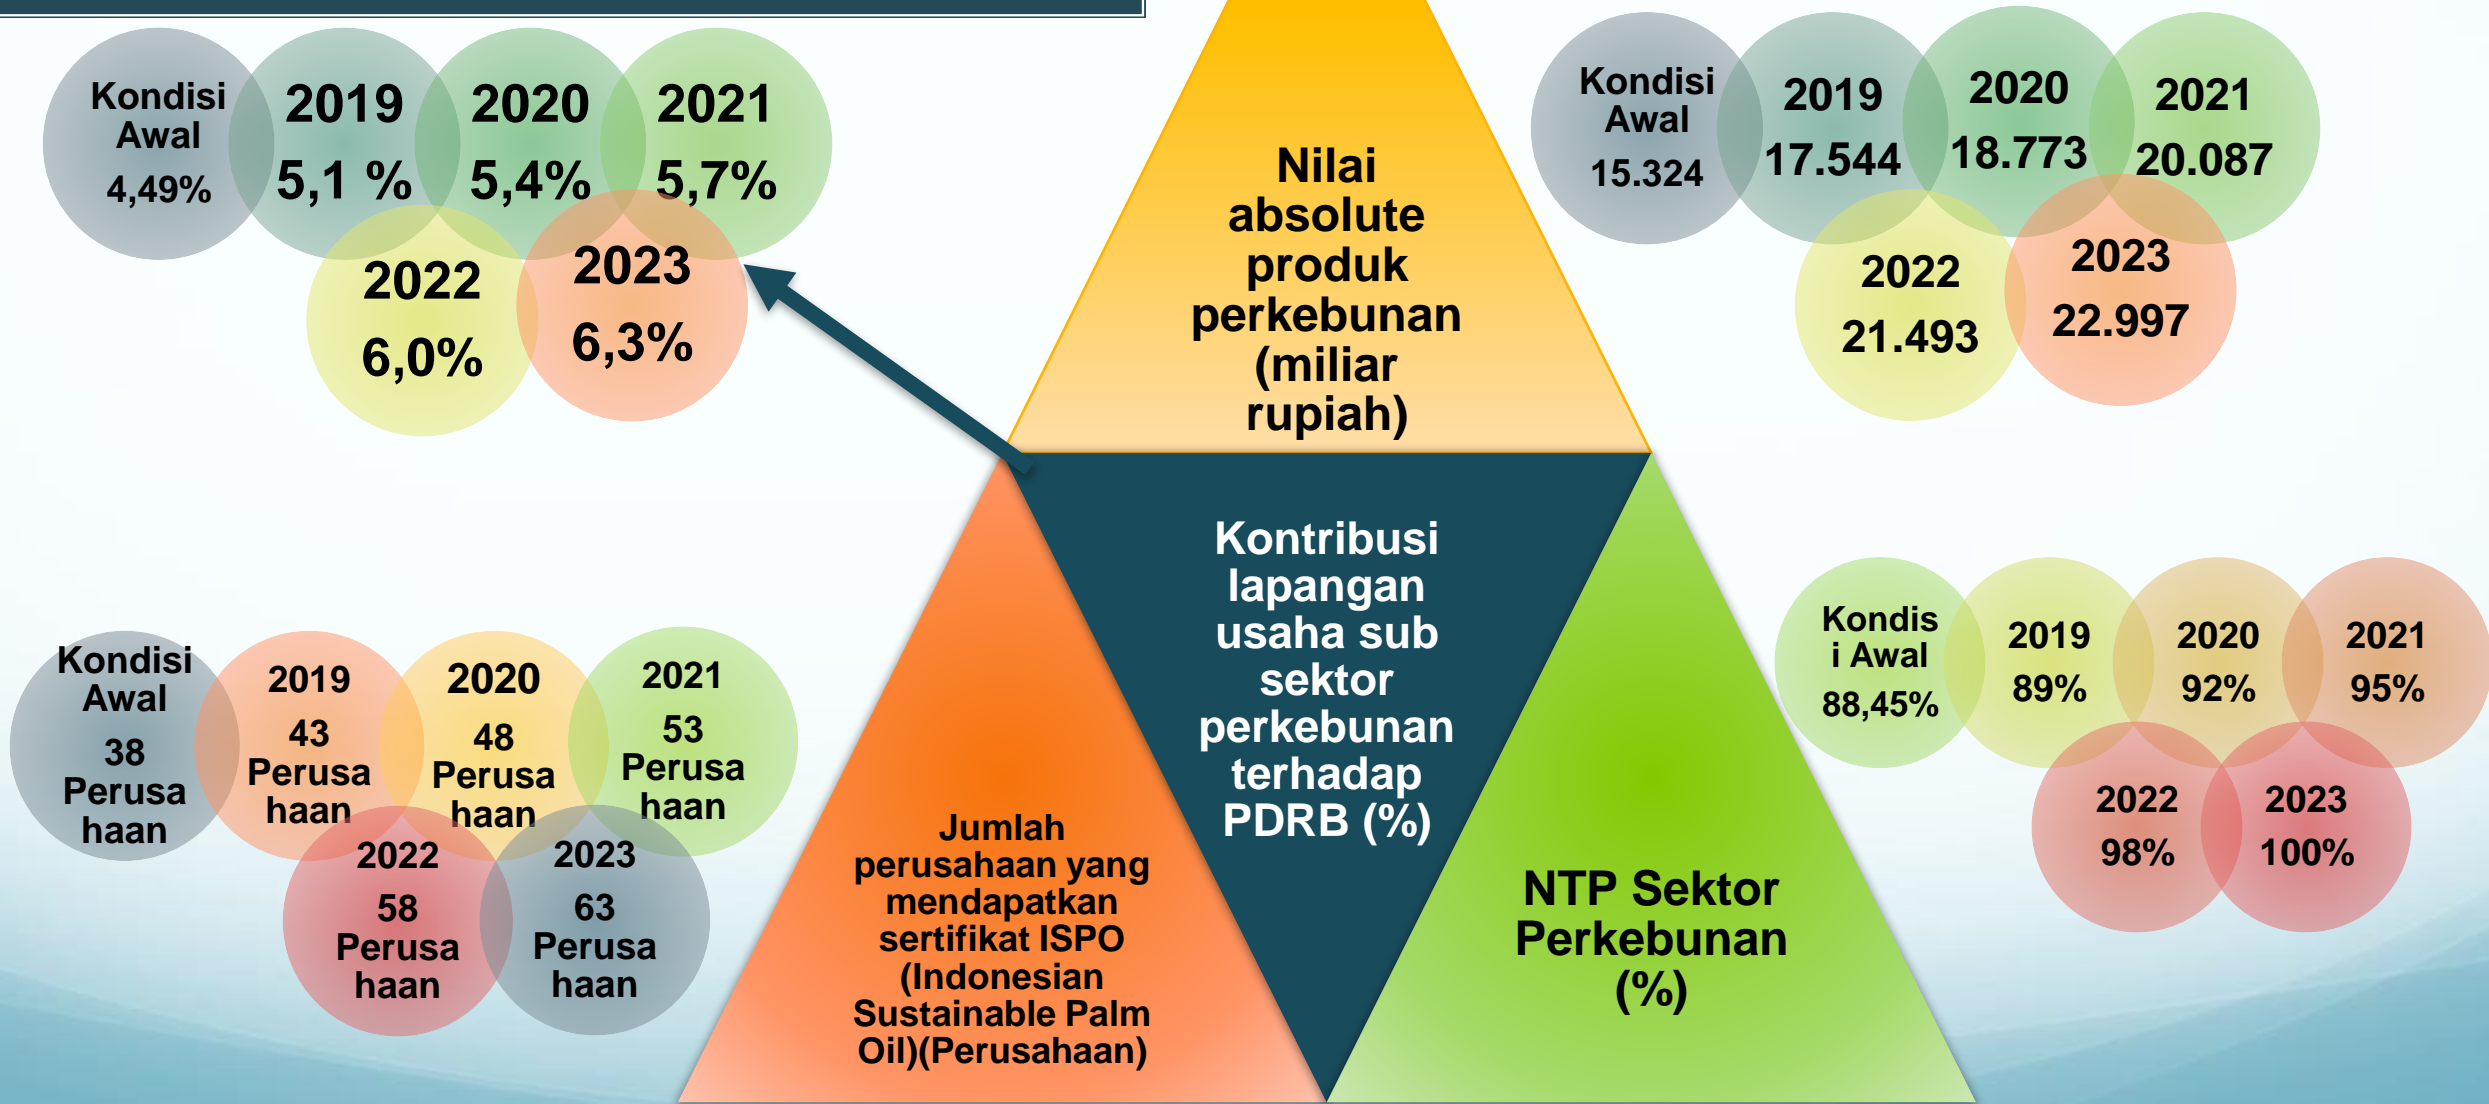 Kondisi
Awal
4,49%
2019
5,1 %
2020
5,4%
2021
5,7%
2022
6,0%
2023
6,3%
Nilai
absolute
produk
perkebunan
(miliar
rupiah)
Kondisi
Awal
15.324
2019
17.544
2020
18.773
2021
20.087
2022
21.493
2023
22.997
Kontribusi
lapangan
usaha sub
sektor
perkebunan
terhadap
PDRB (%)
Kondisi
Awal
38
Perusa
haan
2019
43
Perusa
haan
2020
48
Perusa
haan
2021
53
Perusa
haan
2022
58
Perusa
haan
2023
63
Perusa
haan
Jumlah
perusahaan yang
mendapatkan
sertifikat ISPO
(Indonesian
Sustainable Palm
Oil)(Perusahaan)
NTP Sektor
Perkebunan
(%)
Kondis
i Awal
88,45%
2019
89%
2020
92%
2021
95%
2022
98%
2023
100%